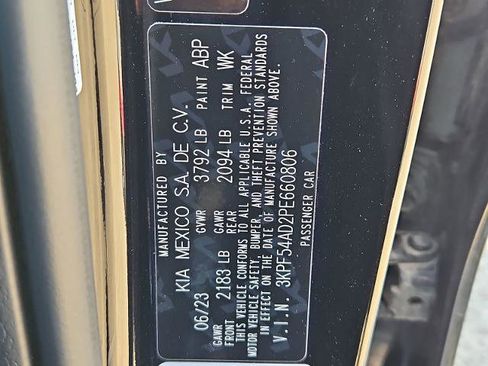 MANUFACTURED BY
KIA MEXICO S.A. DE C.V.
06/23 GVWR 3792 LB PAINT ABP
GAWR FRONT 2183 LB GAWR REAR 2094 LB TRIM WK
THIS VEHICLE CONFORMS TO ALL APPLICABLE U.S.A. FEDERAL
MOTOR VEHICLE SAFETY, BUMPER, AND THEFT PREVENTION STANDARDS
IN EFFECT ON THE DATE OF MANUFACTURE SHOWN ABOVE.
V.I.N. 3KPF54AD2PE660806
PASSENGER CAR